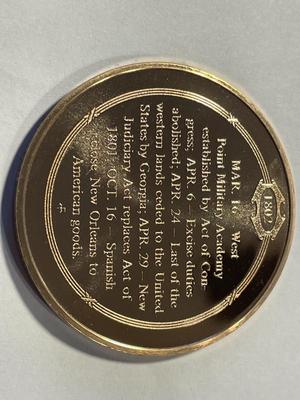 1802
MAR. 16 — West
Point Military Academy
established by Act of Con-
gress; APR. 6 — Excise duties
abolished; APR. 24 — Last of the
western lands ceded to the United
States by Georgia; APR. 29 — New
Judiciary Act replaces Act of
1801; OCT. 16 — Spanish
close New Orleans to
American goods.